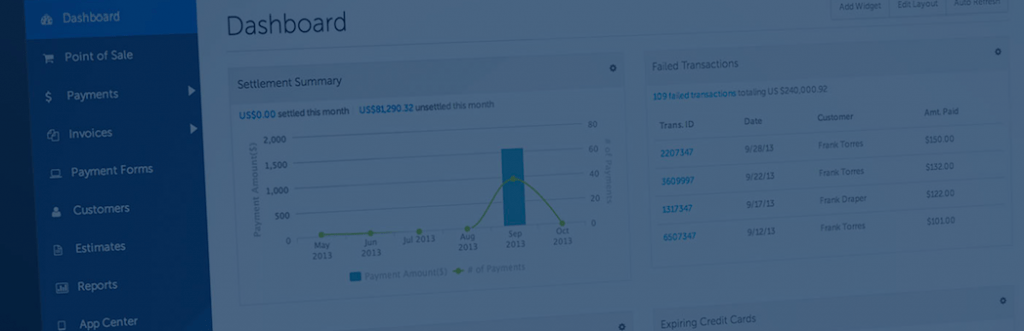 Dashboard
Point of Sale
Payments
Invoices
Payment Forms
Customers
Estimates
Reports
App Center
Dashboard
Add Widget
Edit Layout
Auto Refresh
Settlement Summary
US$0.00 settled this month US$81,290.32 unsettled this month
Payment Amount($)
2,000
1,500
1,000
500
0
80
60
40
20
0
# of Payments
May 2013
Jun 2013
Jul 2013
Aug 2013
Sep 2013
Oct 2013
Payment Amount($) # of Payments
Failed Transactions
109 failed transactions totaling US $240,000.92
Trans. ID Date Customer Amt. Paid
2207347 9/28/13 Frank Torres $150.00
3609997 9/22/13 Frank Torres $132.00
1317347 9/17/13 Frank Draper $122.00
6507347 9/12/13 Frank Torres $101.00
Expiring Credit Cards